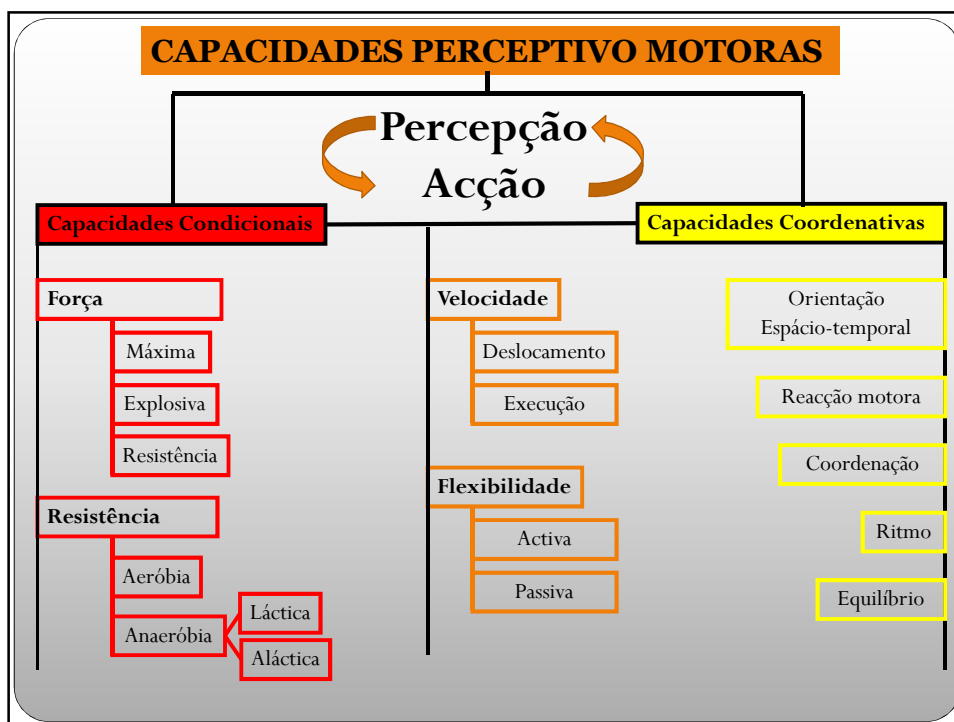 CAPACIDADES PERCEPTIVO MOTORAS
Percepção
Acção
Capacidades Condicionais
Capacidades Coordenativas
Força
Máxima
Explosiva
Resistência
Resistência
Aeróbia
Anaeróbia
Láctica
Aláctica
Velocidade
Deslocamento
Execução
Flexibilidade
Activa
Passiva
Orientação
Espácio-temporal
Reacção motora
Coordenação
Ritmo
Equilíbrio